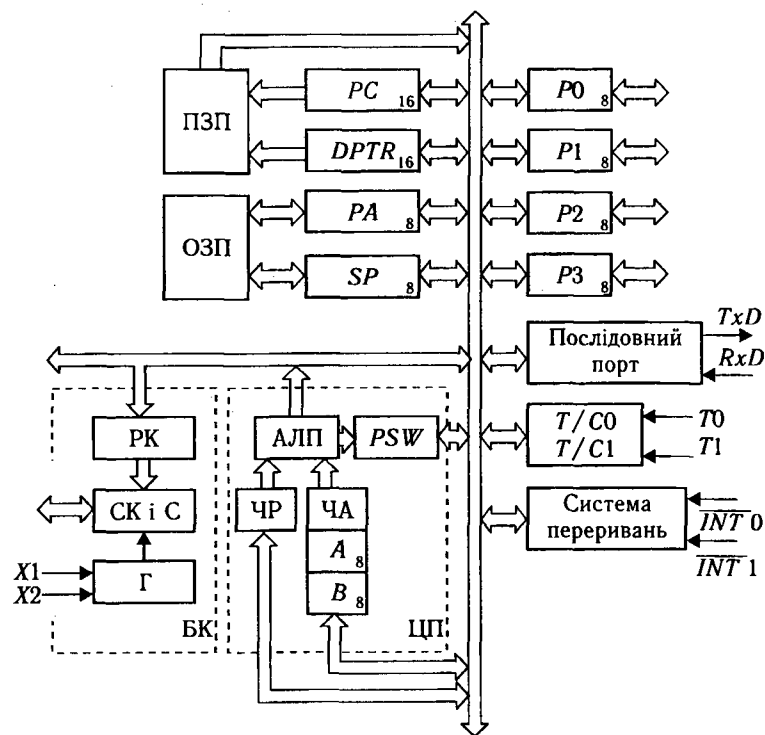 ПЗП
PC 16
P0 8
DPTR 16
P1 8
ОЗП
PA 8
P2 8
SP 8
P3 8
Послідовний
порт
TxD
RxD
РК
АЛП
PSW
T/C0
T/C1
T0
T1
СК і С
ЧР
ЧА
A 8
B 8
Система
переривань
INT 0
INT 1
X1
X2
Г
БК
ЦП